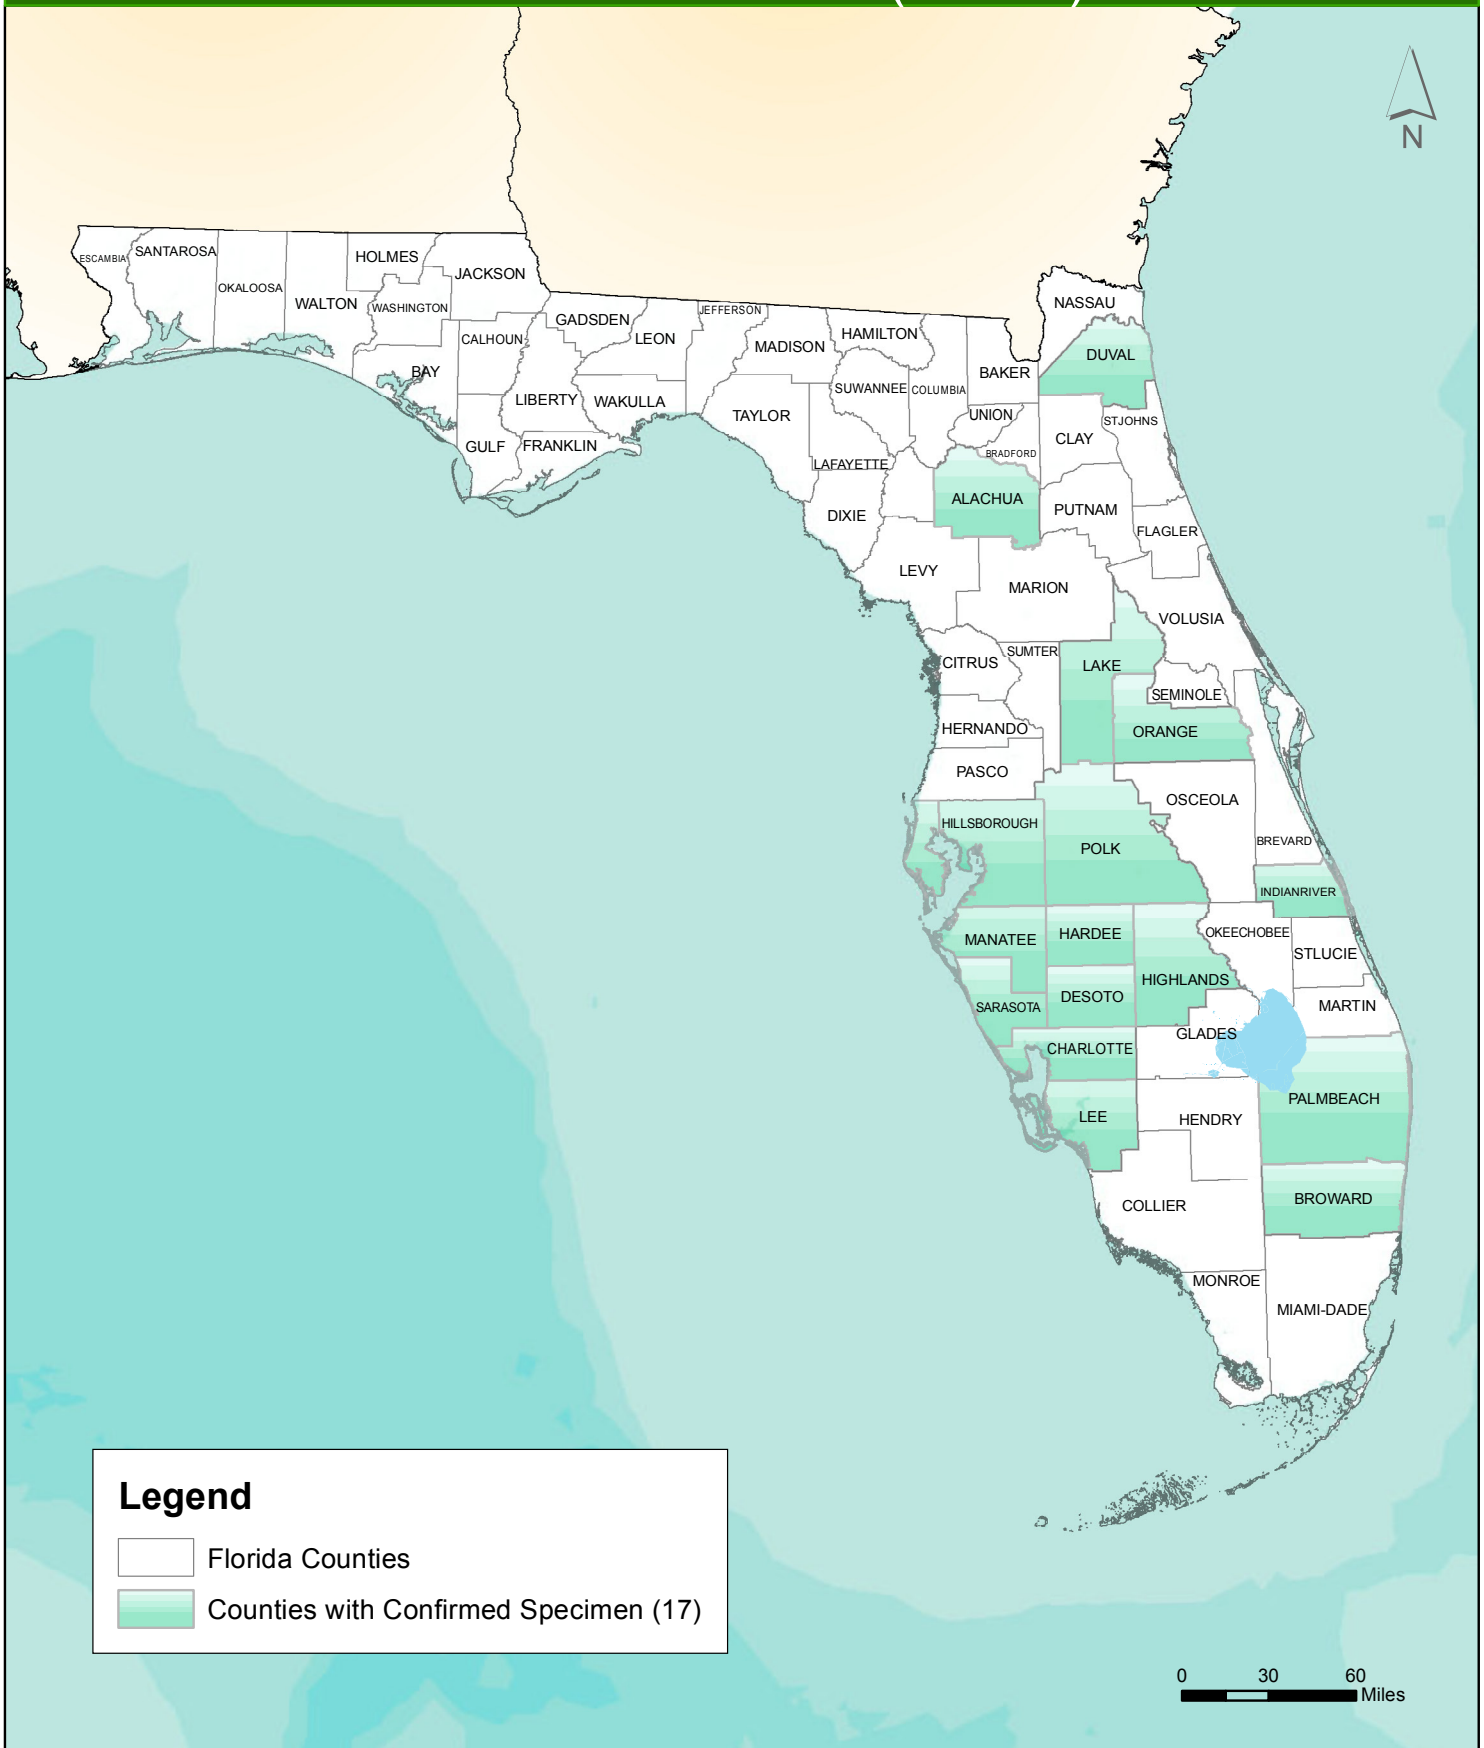 N
ESCAMBIA
SANTAROSA
OKALOOSA
WALTON
HOLMES
WASHINGTON
JACKSON
BAY
CALHOUN
GULF
LIBERTY
GADSDEN
FRANKLIN
LEON
WAKULLA
JEFFERSON
MADISON
TAYLOR
HAMILTON
SUWANNEE
LAFAYETTE
DIXIE
COLUMBIA
BAKER
UNION
BRADFORD
NASSAU
DUVAL
CLAY
STJOHNS
ALACHUA
PUTNAM
FLAGLER
LEVY
MARION
VOLUSIA
CITRUS
SUMTER
LAKE
SEMINOLE
HERNANDO
ORANGE
PASCO
OSCEOLA
HILLSBOROUGH
POLK
BREVARD
INDIANRIVER
MANATEE
HARDEE
OKEECHOBEE
STLUCIE
HIGHLANDS
SARASOTA
DESOTO
MARTIN
GLADES
CHARLOTTE
PALMBEACH
LEE
HENDRY
BROWARD
COLLIER
MONROE
MIAMI-DADE
Legend
Florida Counties
Counties with Confirmed Specimen (17)
0 30 60
Miles